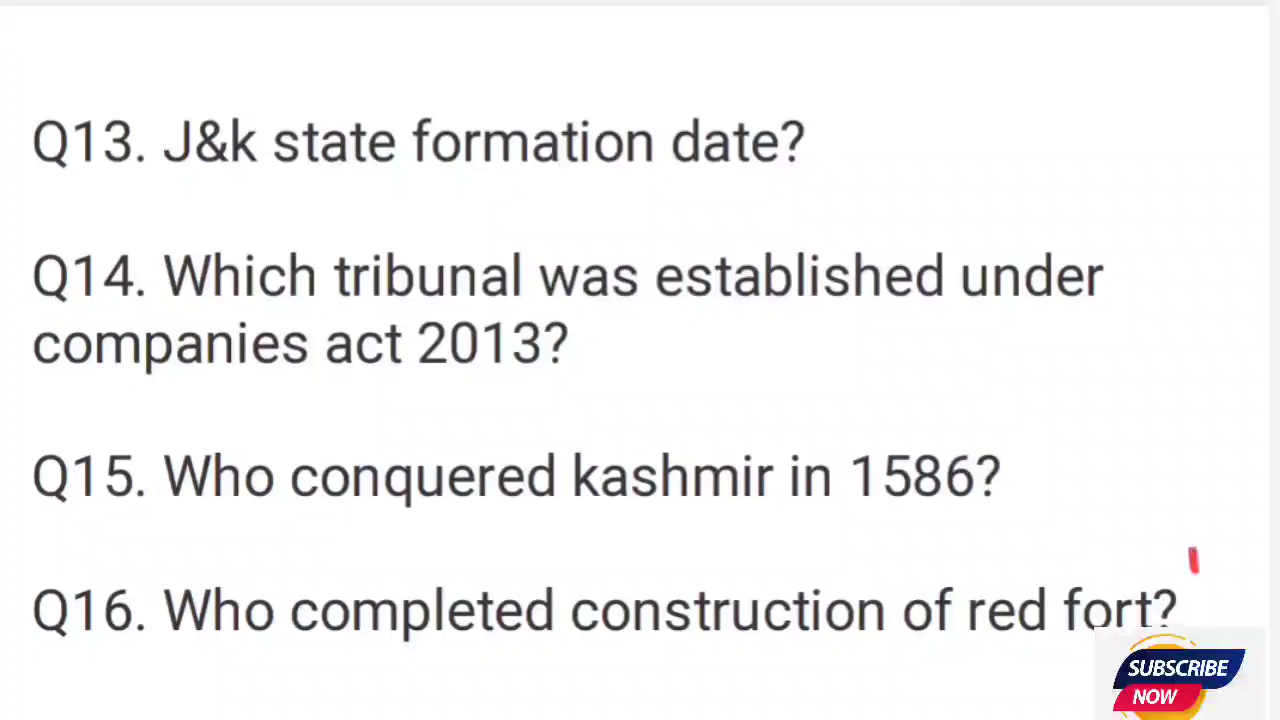 Q13. J&k state formation date?
Q14. Which tribunal was established under
companies act 2013?
Q15. Who conquered kashmir in 1586?
Q16. Who completed construction of red fort?
SUBSCRIBE
NOW